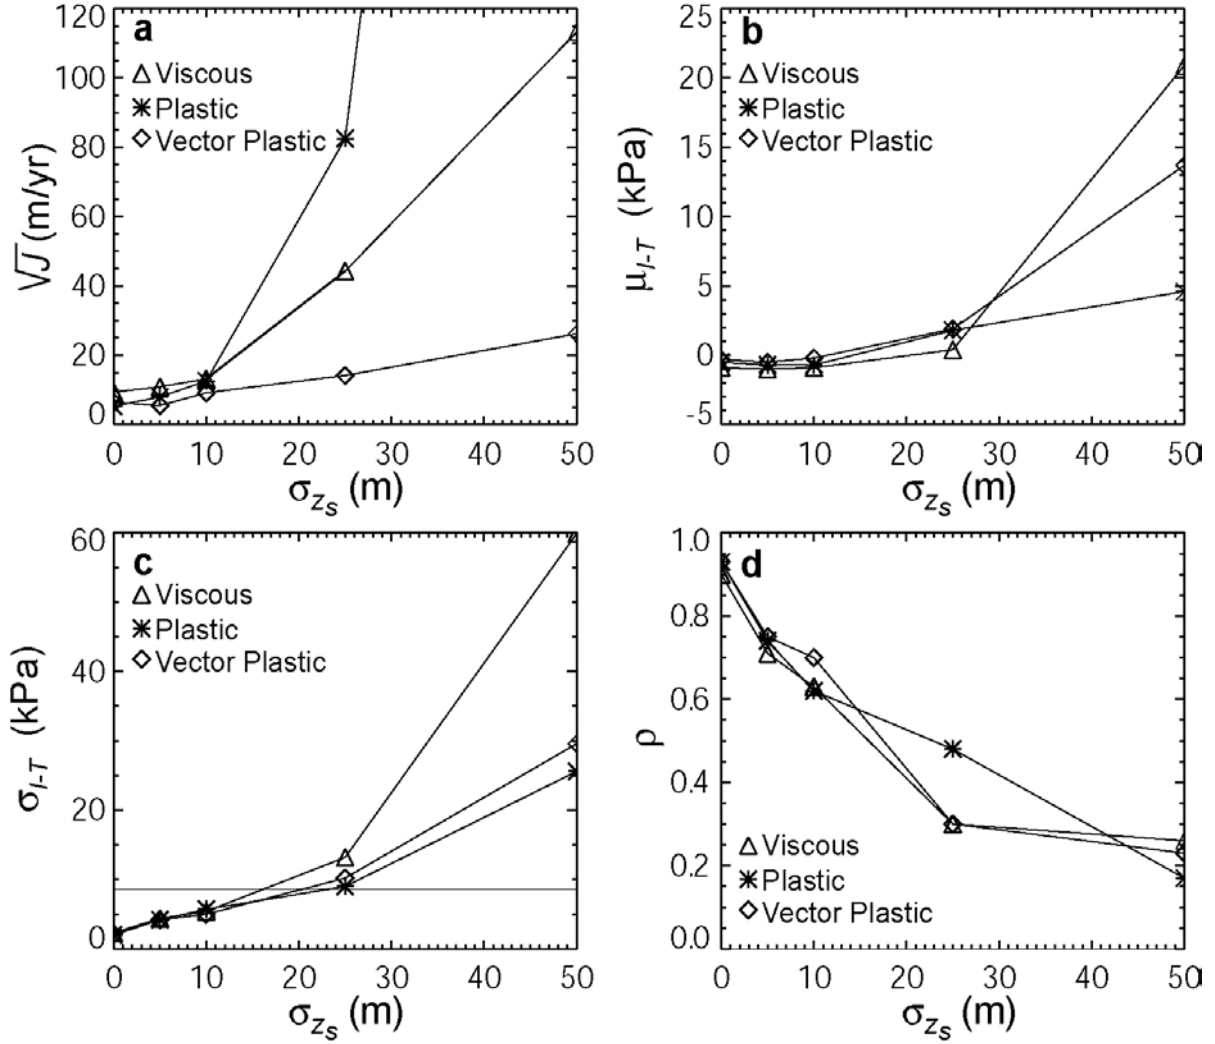 a
120
100
80
60
40
20
0
√J (m/yr)
Viscous
Plastic
Vector Plastic
0 10 20 30 40 50
σzs (m)
b
25
20
15
10
5
0
-5
μI-T (kPa)
Viscous
Plastic
Vector Plastic
0 10 20 30 40 50
σzs (m)
c
60
40
20
0
σI-T (kPa)
Viscous
Plastic
Vector Plastic
0 10 20 30 40 50
σzs (m)
d
1.0
0.8
0.6
0.4
0.2
0.0
ρ
Viscous
Plastic
Vector Plastic
0 10 20 30 40 50
σzs (m)